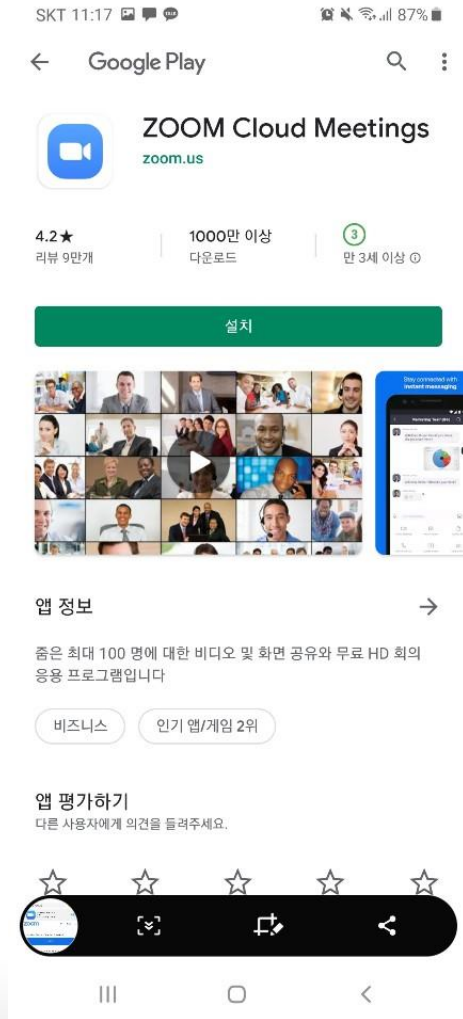 SKT 11:17
87%
Google Play
ZOOM Cloud Meetings
zoom.us
4.2★
리뷰 9만개
1000만 이상
다운로드
3
만 3세 이상
설치
Stay connected with
instant messaging
앱 정보
줌은 최대 100 명에 대한 비디오 및 화면 공유와 무료 HD 회의
응용 프로그램입니다
비즈니스
인기 앱/게임 2위
앱 평가하기
다른 사용자에게 의견을 들려주세요.
zoom